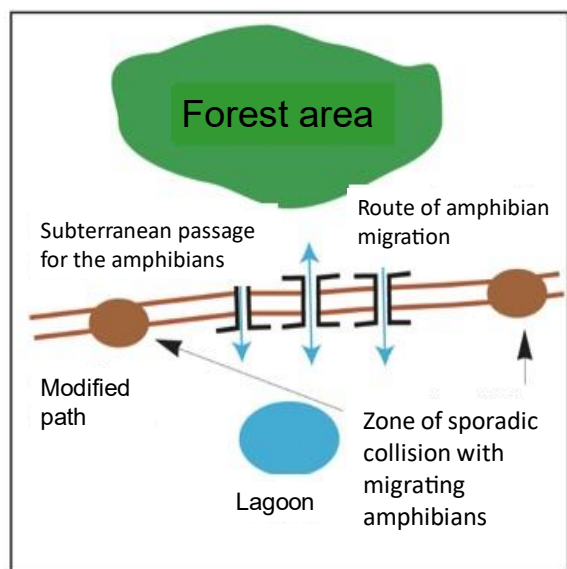 Forest area
Subterranean passage
for the amphibians
Route of amphibian
migration
Modified
path
Lagoon
Zone of sporadic
collision with
migrating
amphibians